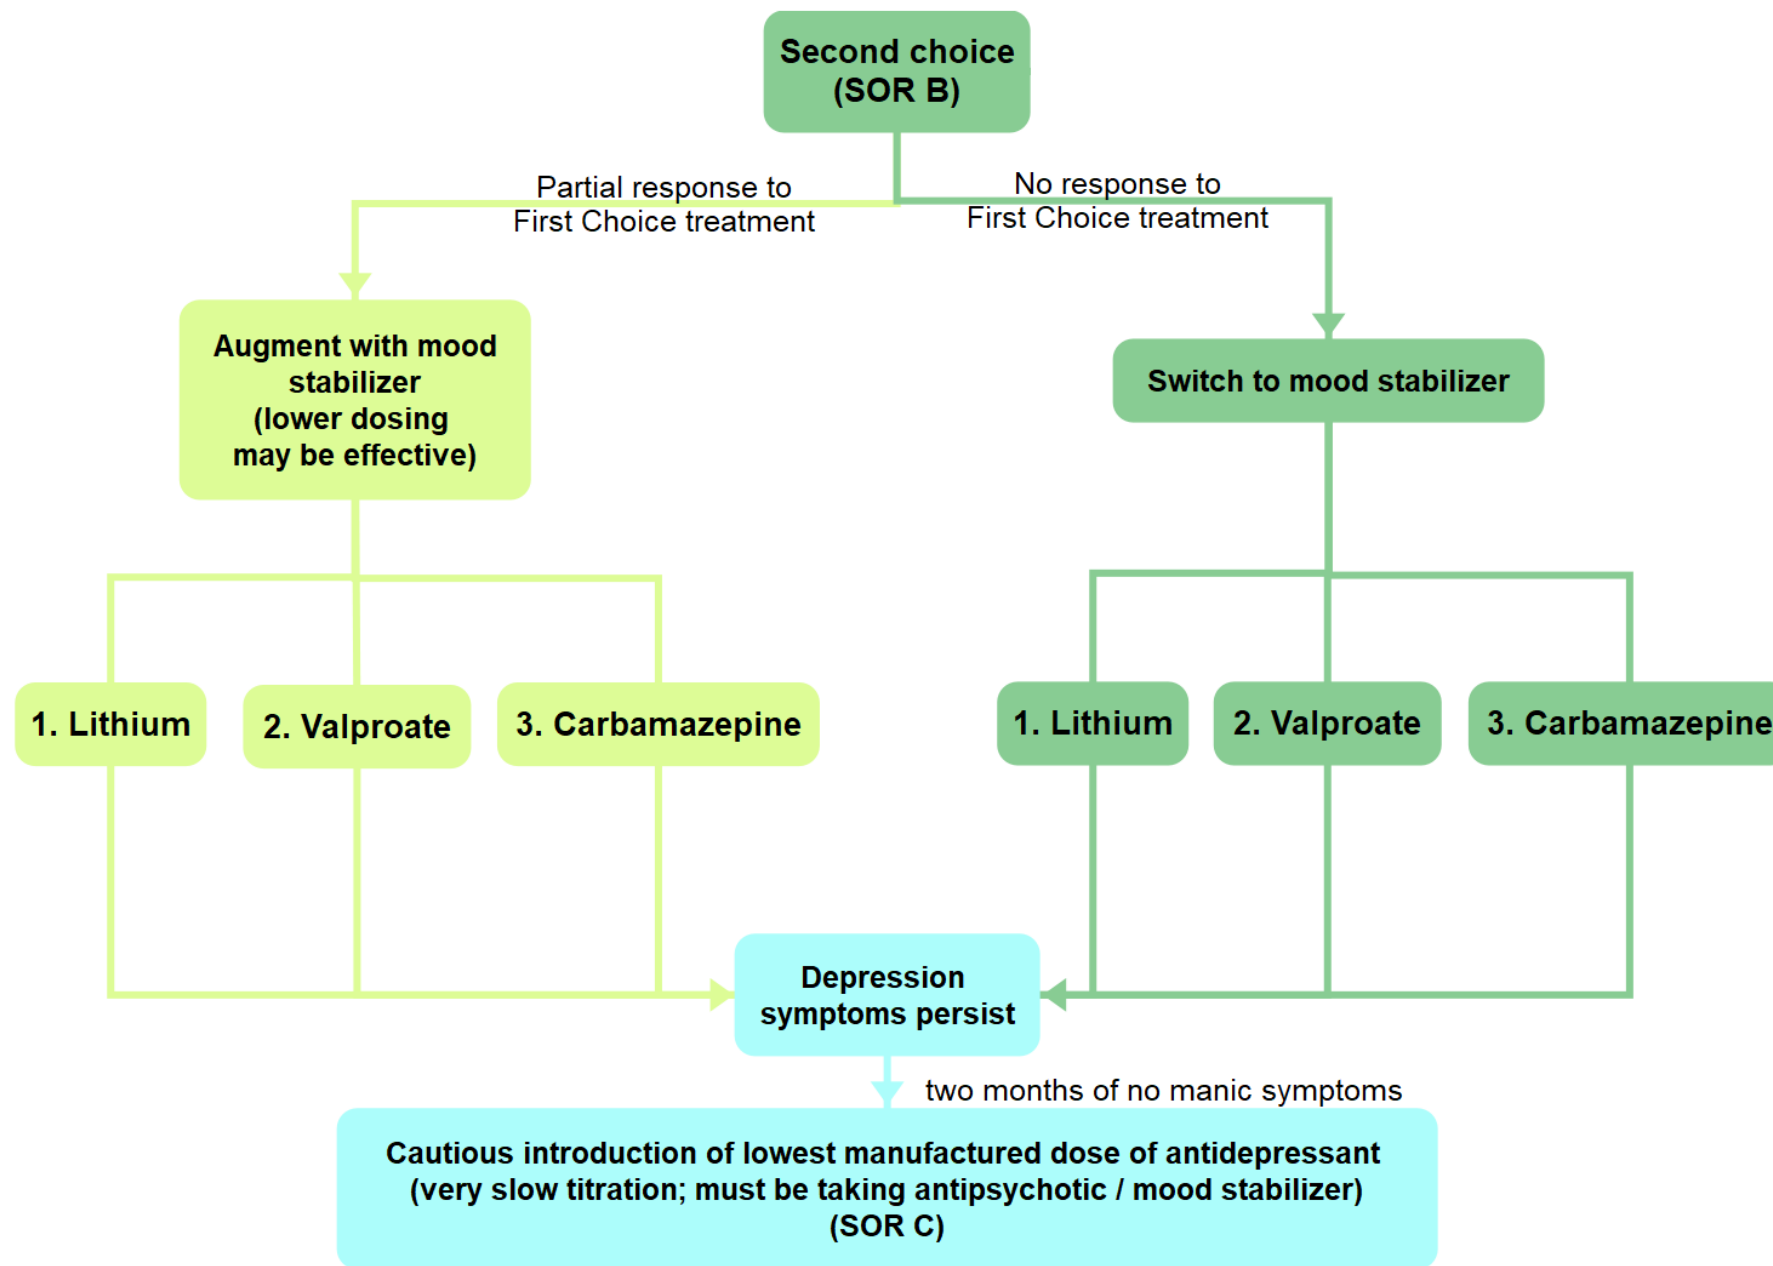 Second choice
(SOR B)
Partial response to
First Choice treatment
No response to
First Choice treatment
Augment with mood
stabilizer
(lower dosing
may be effective)
Switch to mood stabilizer
1. Lithium
2. Valproate
3. Carbamazepine
1. Lithium
2. Valproate
3. Carbamazepine
Depression
symptoms persist
two months of no manic symptoms
Cautious introduction of lowest manufactured dose of antidepressant
(very slow titration; must be taking antipsychotic / mood stabilizer)
(SOR C)